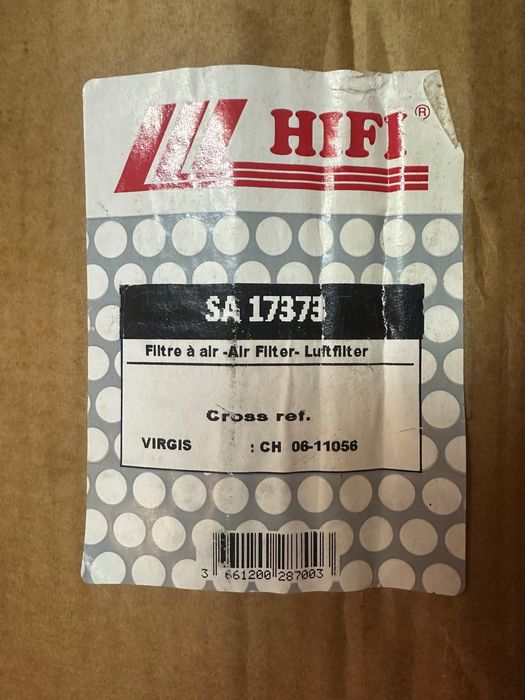 HIFI ®
SA 17373
Filtre à air -Air Filter- Luftfilter
Cross ref.
VIRGIS : CH 06-11056
3 661200 287003